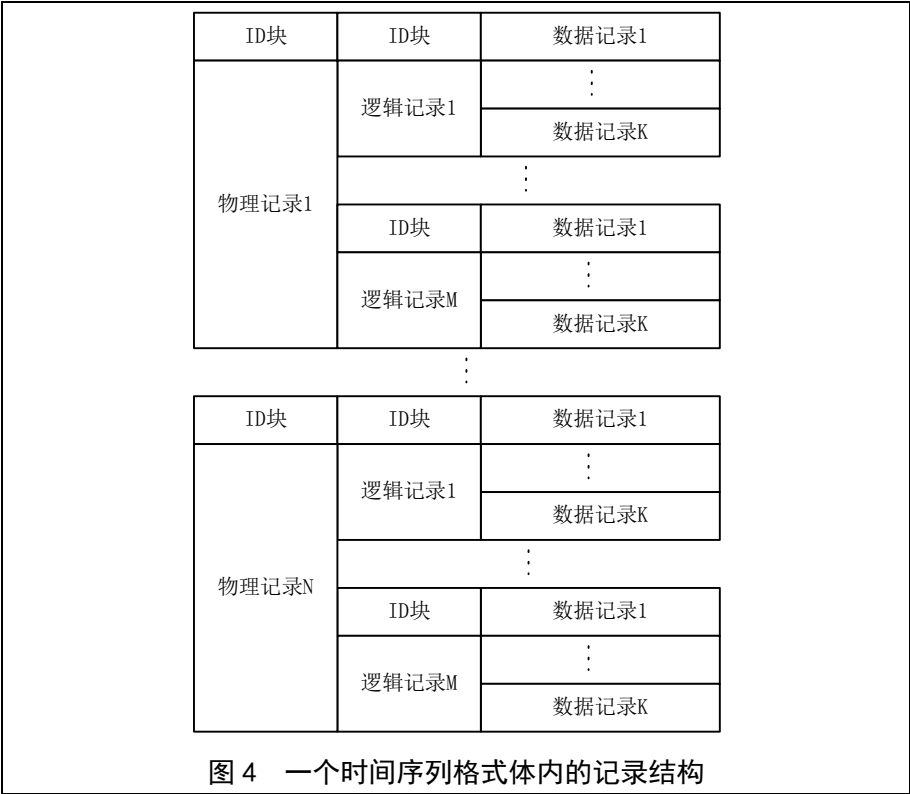 ID块 ID块 数据记录1
逻辑记录1
数据记录K
物理记录1
ID块 数据记录1
逻辑记录M
数据记录K
ID块 ID块 数据记录1
逻辑记录1
数据记录K
物理记录N
ID块 数据记录1
逻辑记录M
数据记录K
图 4 一个时间序列格式体内的记录结构